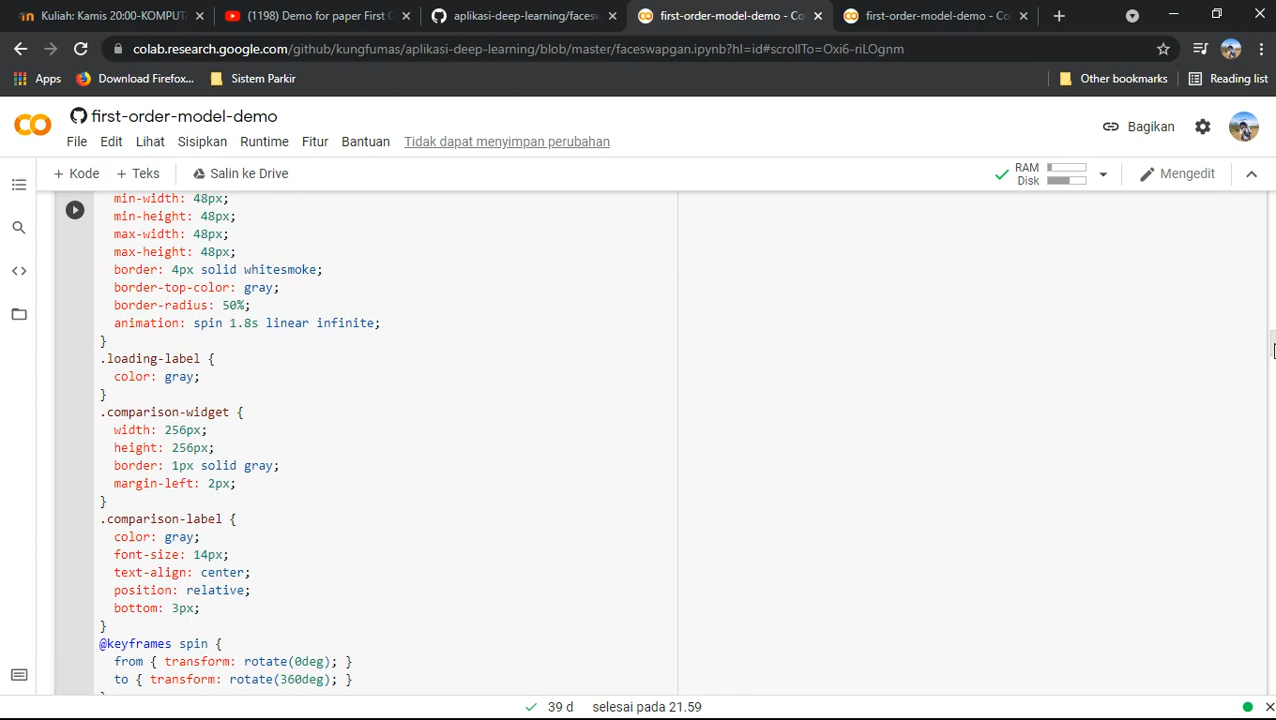 Kuliah: Kamis 20:00-KOMPUTA
(1198) Demo for paper First O
aplikasi-deep-learning/facesw
first-order-model-demo - Col
first-order-model-demo - Co
colab.research.google.com/github/kungfumas/aplikasi-deep-learning/blob/master/faceswapgan.ipynb?hl=id#scrollTo=Oxi6-riLOgnm
Apps
Download Firefox...
Sistem Parkir
Other bookmarks
Reading list
first-order-model-demo
File Edit Lihat Sisipkan Runtime Fitur Bantuan Tidak dapat menyimpan perubahan
Bagikan
+ Kode + Teks Salin ke Drive
RAM
Disk
Mengedit
min-width: 48px;
min-height: 48px;
max-width: 48px;
max-height: 48px;
border: 4px solid whitesmoke;
border-top-color: gray;
border-radius: 50%;
animation: spin 1.8s linear infinite;
}
.loading-label {
color: gray;
}
.comparison-widget {
width: 256px;
height: 256px;
border: 1px solid gray;
margin-left: 2px;
}
.comparison-label {
color: gray;
font-size: 14px;
text-align: center;
position: relative;
bottom: 3px;
}
@keyframes spin {
from { transform: rotate(0deg); }
to { transform: rotate(360deg); }
39 d selesai pada 21.59